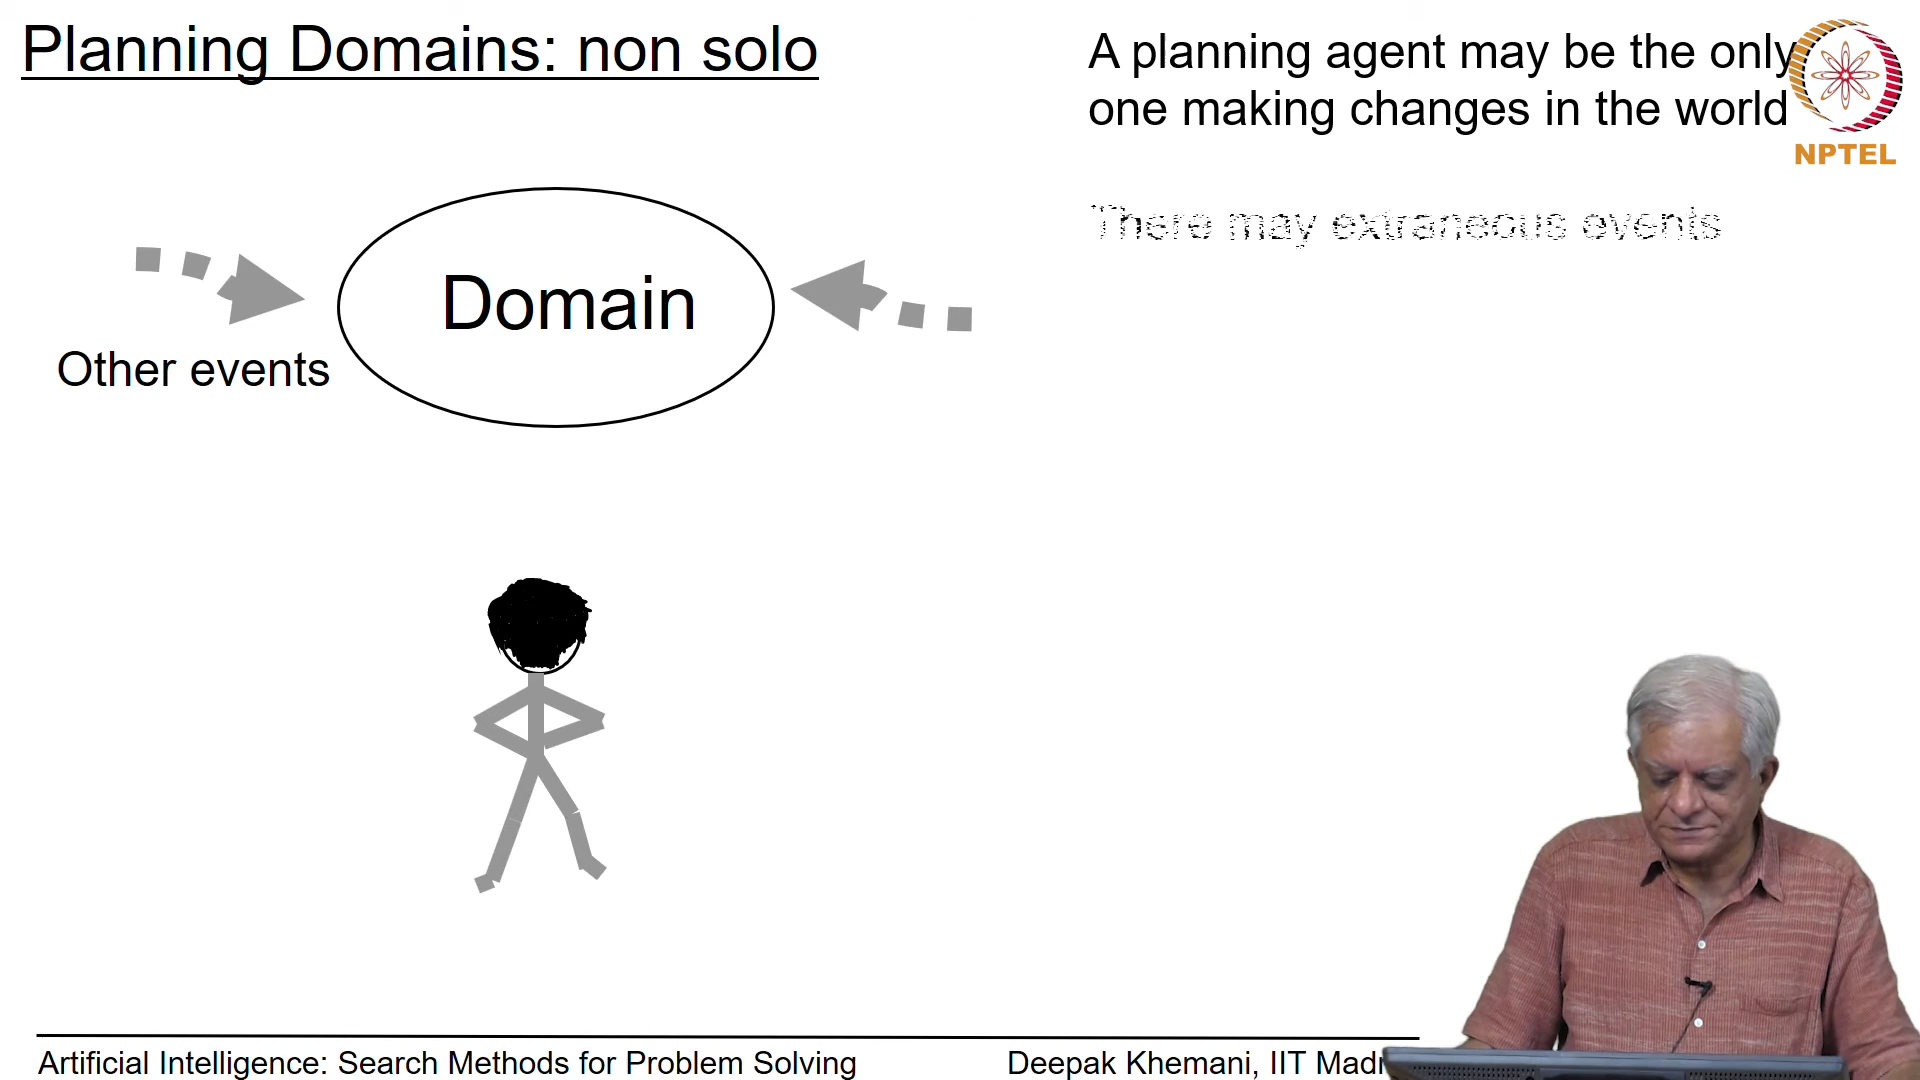 Planning Domains: non solo
A planning agent may be the only
one making changes in the world
NPTEL
There may extraneous events
Domain
Other events
Artificial Intelligence: Search Methods for Problem Solving
Deepak Khemani, IIT Madr